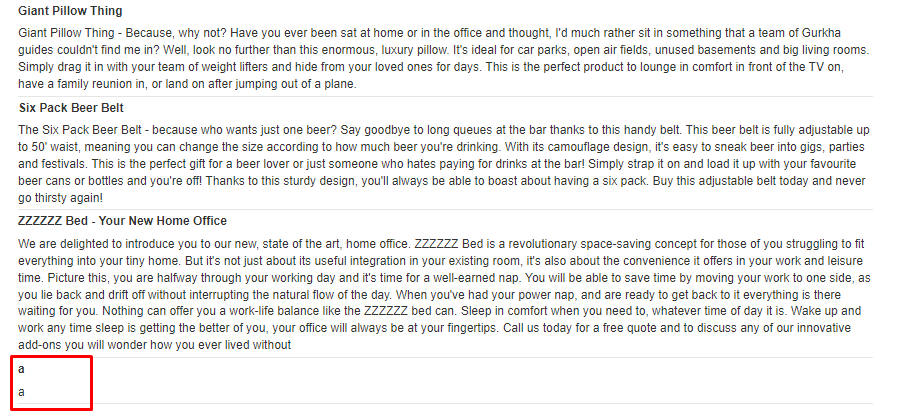 Giant Pillow Thing
Giant Pillow Thing - Because, why not? Have you ever been sat at home or in the office and thought, I'd much rather sit in something that a team of Gurkha
guides couldn't find me in? Well, look no further than this enormous, luxury pillow. It's ideal for car parks, open air fields, unused basements and big living rooms.
Simply drag it in with your team of weight lifters and hide from your loved ones for days. This is the perfect product to lounge in comfort in front of the TV on,
have a family reunion in, or land on after jumping out of a plane.
Six Pack Beer Belt
The Six Pack Beer Belt - because who wants just one beer? Say goodbye to long queues at the bar thanks to this handy belt. This beer belt is fully adjustable up
to 50' waist, meaning you can change the size according to how much beer you're drinking. With its camouflage design, it's easy to sneak beer into gigs, parties
and festivals. This is the perfect gift for a beer lover or just someone who hates paying for drinks at the bar! Simply strap it on and load it up with your favourite
beer cans or bottles and you're off! Thanks to this sturdy design, you'll always be able to boast about having a six pack. Buy this adjustable belt today and never
go thirsty again!
ZZZZZZ Bed - Your New Home Office
We are delighted to introduce you to our new, state of the art, home office. ZZZZZZ Bed is a revolutionary space-saving concept for those of you struggling to fit
everything into your tiny home. But it's not just about its useful integration in your existing room, it's also about the convenience it offers in your work and leisure
time. Picture this, you are halfway through your working day and it's time for a well-earned nap. You will be able to save time by moving your work to one side, as
you lie back and drift off without interrupting the natural flow of the day. When you've had your power nap, and are ready to get back to it everything is there
waiting for you. Nothing can offer you a work-life balance like the ZZZZZZ bed can. Sleep in comfort when you need to, whatever time of day it is. Wake up and
work any time sleep is getting the better of you, your office will always be at your fingertips. Call us today for a free quote and to discuss any of our innovative
add-ons you will wonder how you ever lived without
a
a